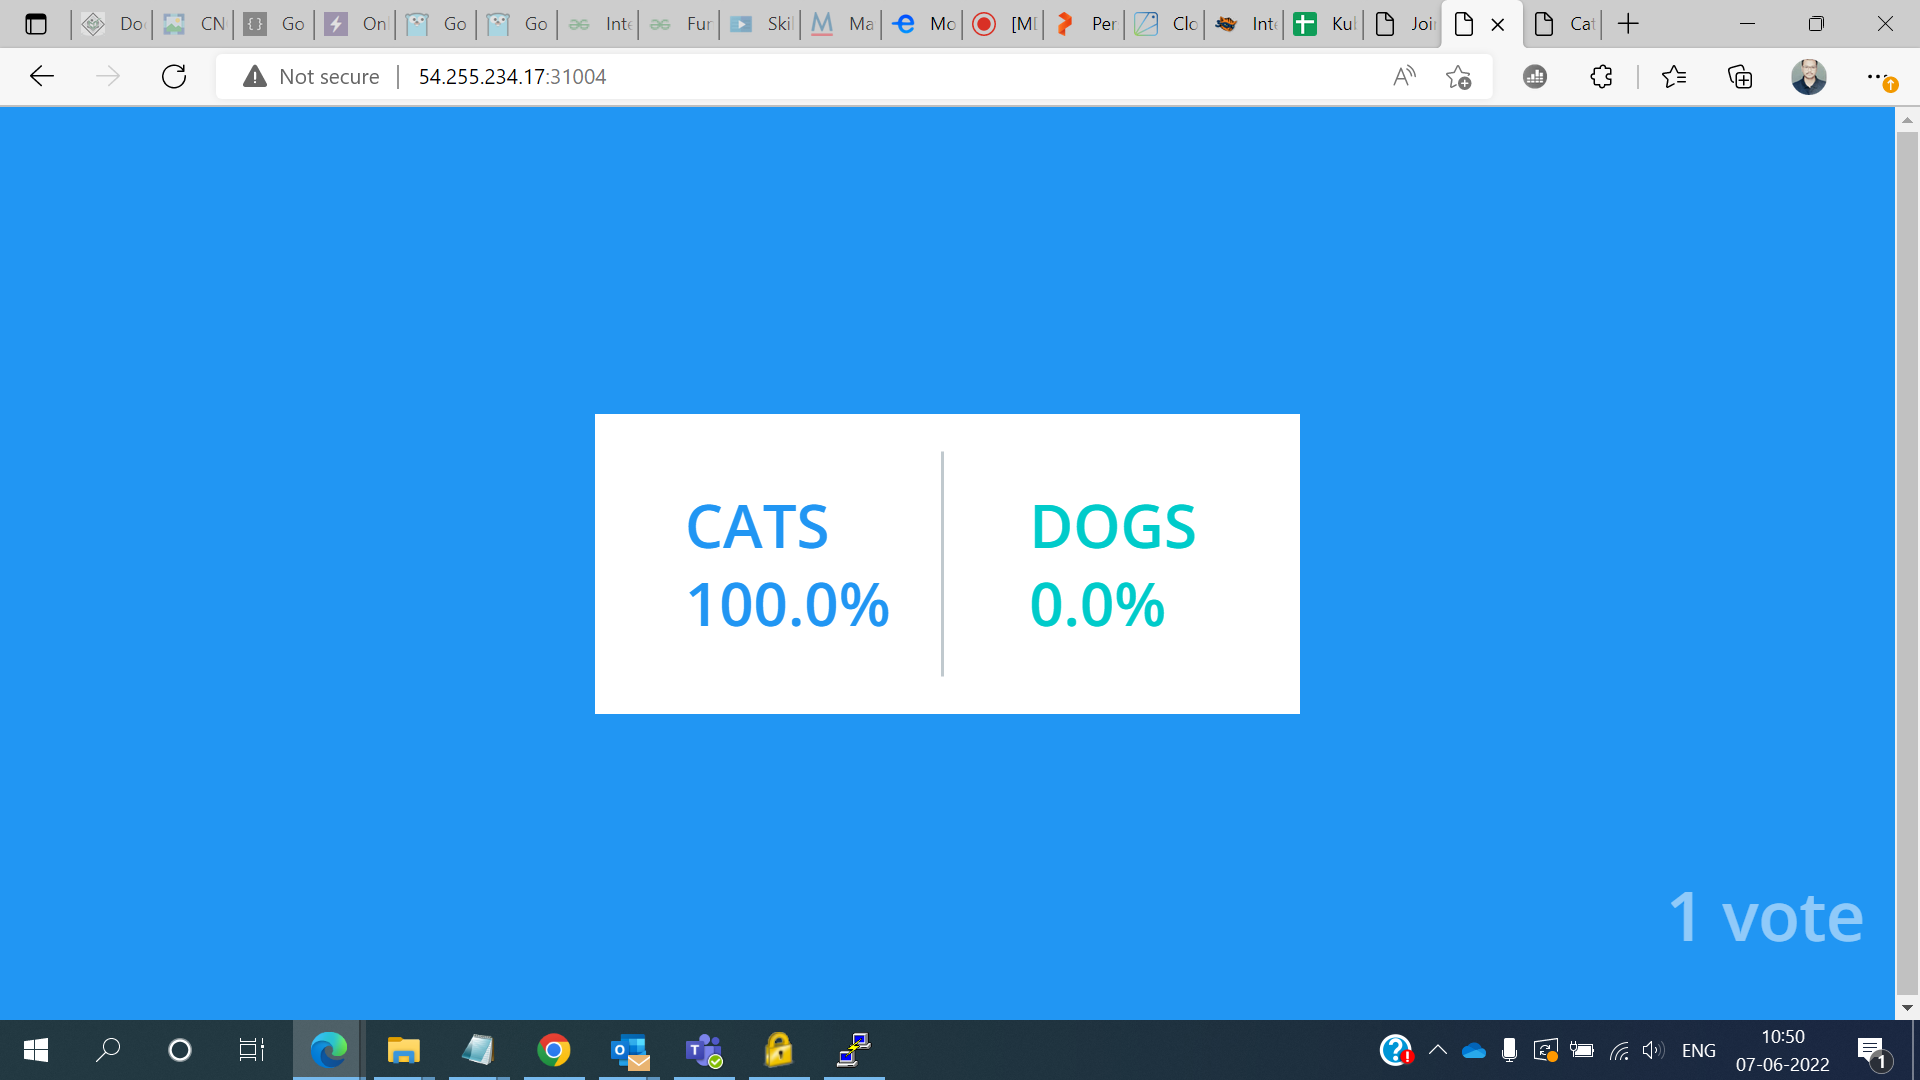 Do CN Go On Go Go Inte Fur Skil Ma Mo [MI Per Clo Inte Kul Joi Cat
Not secure 54.255.234.17:31004
CATS DOGS
100.0% 0.0%
1 vote
ENG
10:50
07-06-2022
1